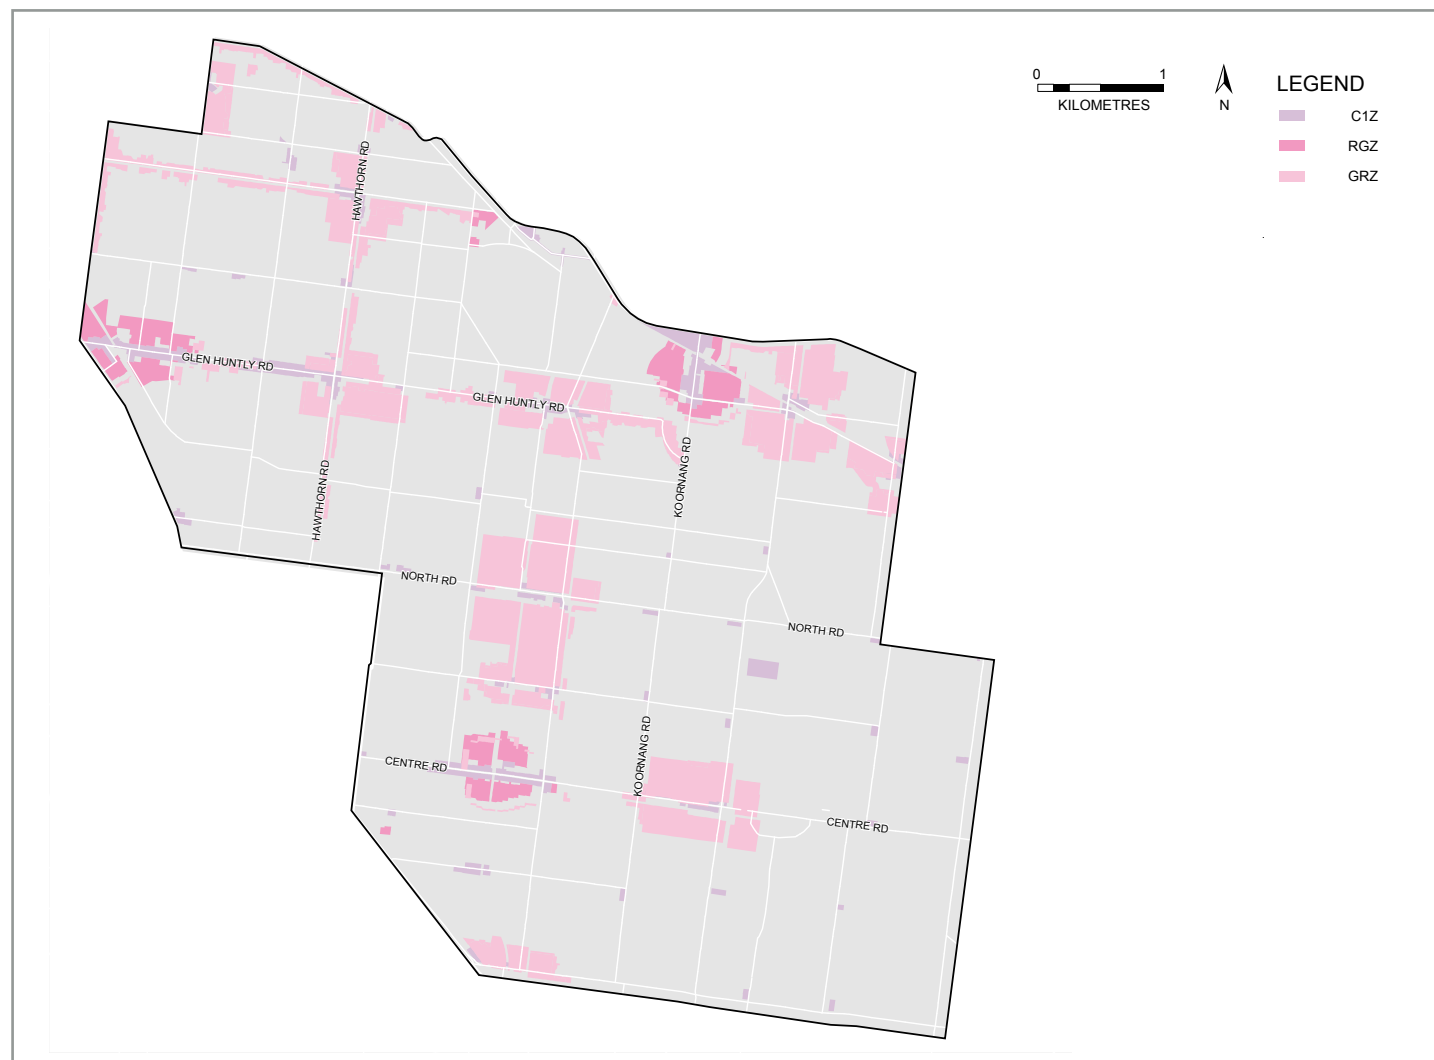 0 1
KILOMETRES
N
LEGEND
C1Z
RGZ
GRZ
HAWTHORN RD
GLEN HUNTLY RD
GLEN HUNTLY RD
KOORNANG RD
HAWTHORN RD
NORTH RD
NORTH RD
KOORNANG RD
CENTRE RD
CENTRE RD